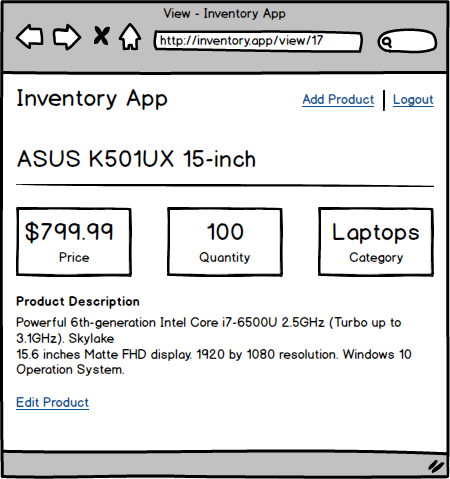 View - Inventory App
http://inventory.app/view/17
Inventory App
Add Product
Logout
ASUS K501UX 15-inch
$799.99
Price
100
Quantity
Laptops
Category
Product Description
Powerful 6th-generation Intel Core i7-6500U 2.5GHz (Turbo up to
3.1GHz). Skylake
15.6 inches Matte FHD display. 1920 by 1080 resolution. Windows 10
Operation System.
Edit Product